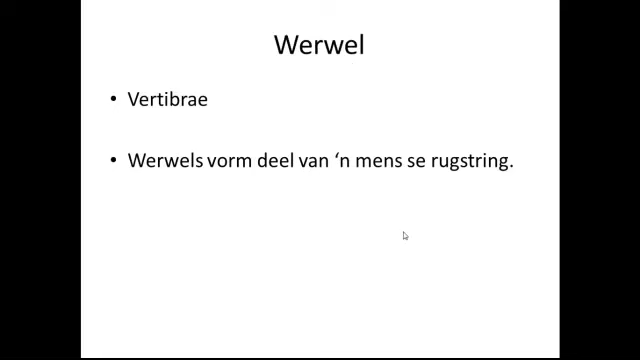 Werwel
• Vertibrae
• Werwels vorm deel van ‘n mens se rugstring.